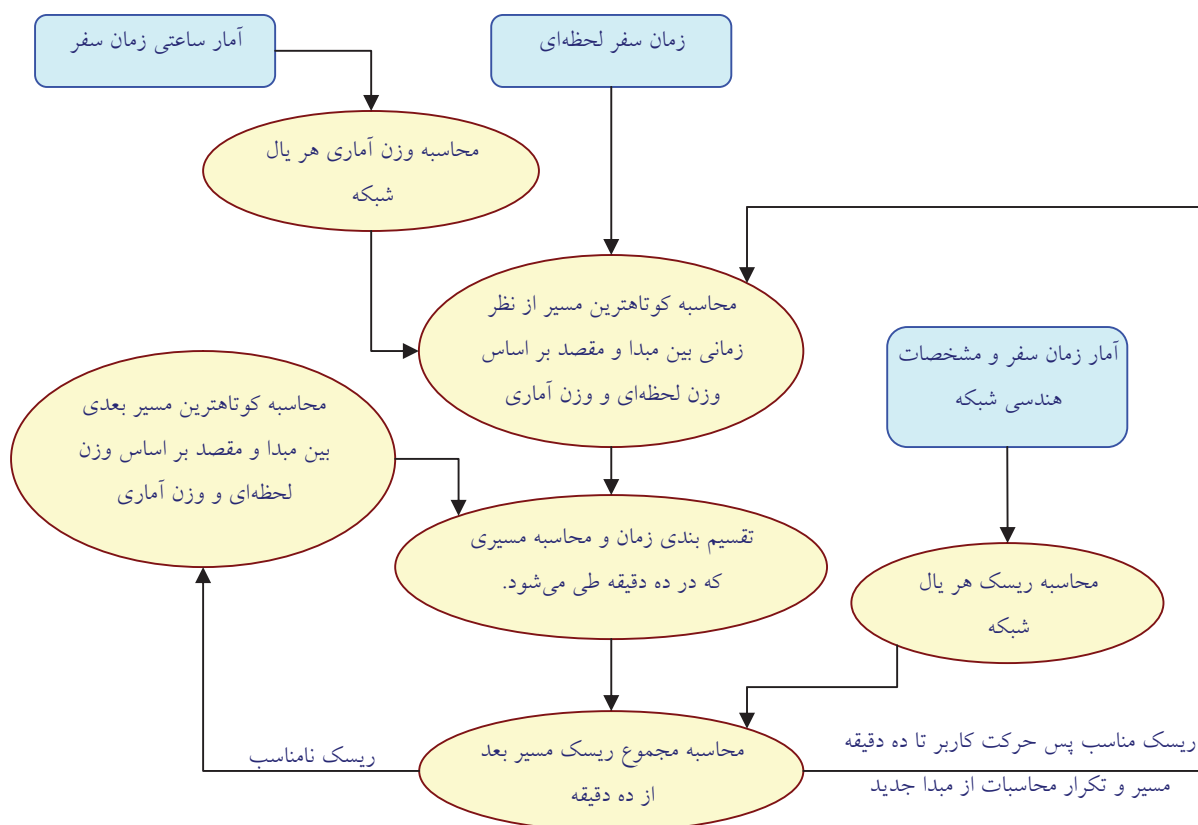 آمار ساعتی زمان سفر
زمان سفر لحظه‌ای
محاسبه وزن آماری هر یال
شبکه
محاسبه کوتاهترین مسیر از نظر
زمانی بین مبدا و مقصد بر اساس
وزن لحظه‌ای و وزن آماری
آمار زمان سفر و مشخصات
هندسی شبکه
محاسبه کوتاهترین مسیر بعدی
بین مبدا و مقصد بر اساس وزن
لحظه‌ای و وزن آماری
تقسیم بندی زمان و محاسبه مسیری
که در ده دقیقه طی می‌شود.
محاسبه ریسک هر یال
شبکه
محاسبه مجموع ریسک مسیر بعد
از ده دقیقه
ریسک نامناسب
ریسک مناسب پس حرکت کاربر تا ده دقیقه
مسیر و تکرار محاسبات از مبدا جدید